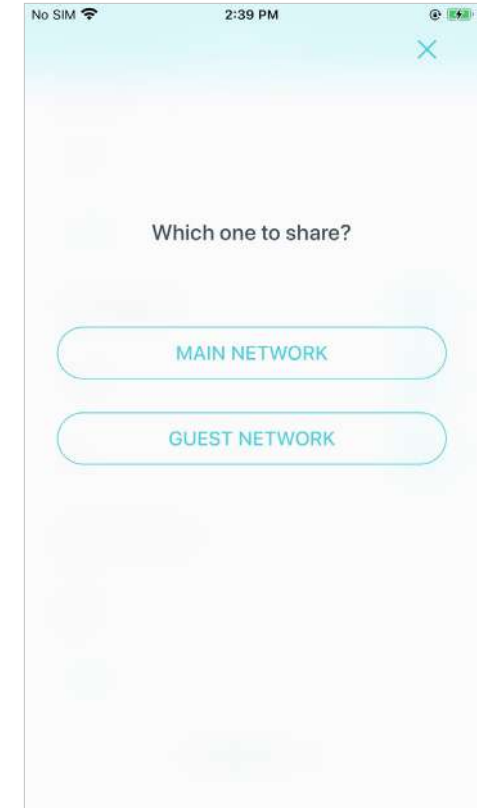 No SIM 2:39 PM
Which one to share?
MAIN NETWORK
GUEST NETWORK